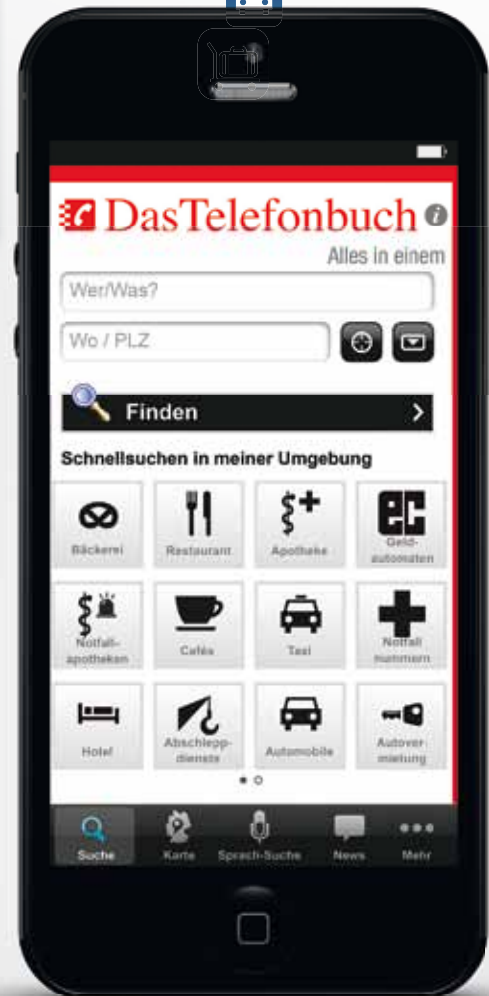 DasTelefonbuch
Alles in einem
Wer/Was?
Wo / PLZ
Finden
Schnellsuchen in meiner Umgebung
Bäckerei
Restaurant
Apotheke
ec
Geld-
automaten
Notfall-
apotheken
Cafés
Taxi
Notfall
nummern
Hotel
Abschlepp-
dienste
Automobile
Autover-
mietung
Suche
Karte
Sprach-Suche
News
Mehr